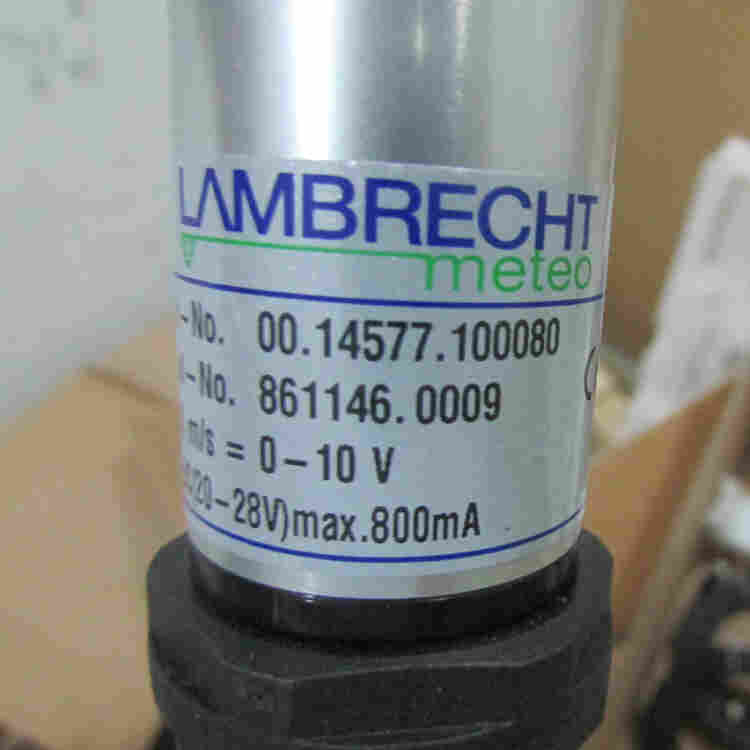 LAMBRECHT
meteo
-No. 00.14577.100080
-No. 861146.0009
m/s = 0-10 V
(20-28V)max.800mA